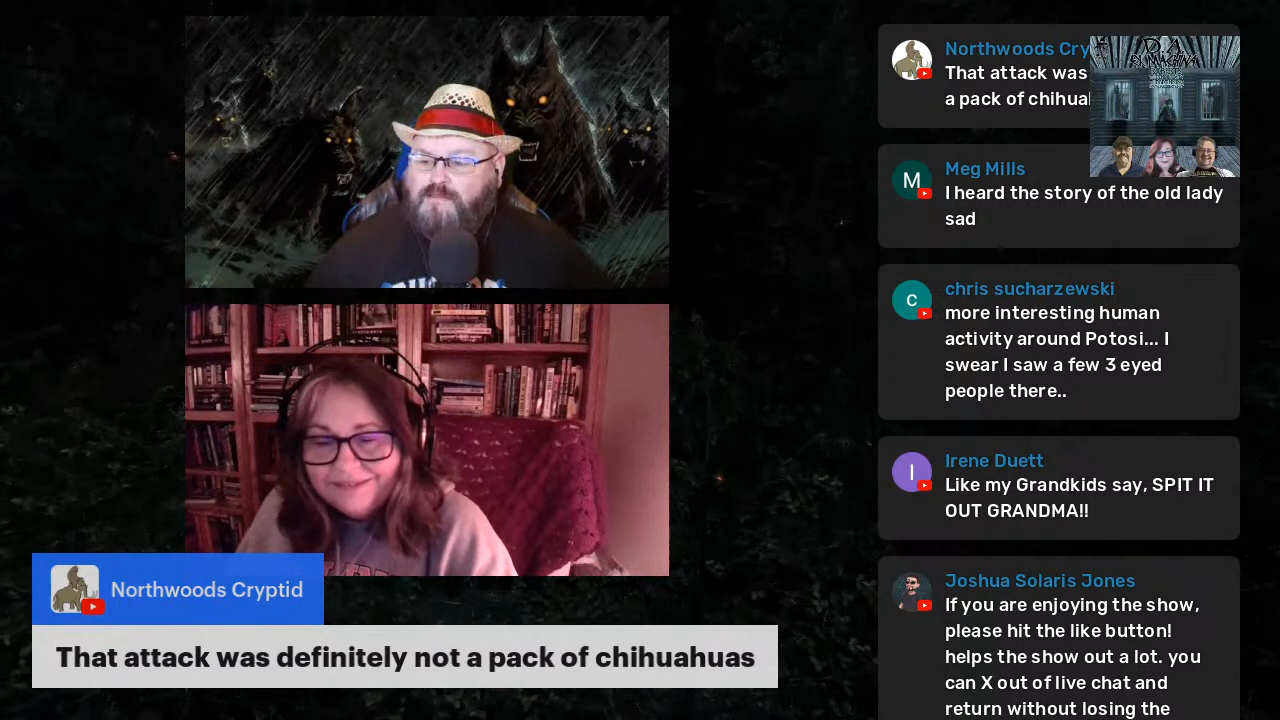 Northwoods Cry
That attack was
a pack of chihua
Meg Mills
I heard the story of the old lady
sad
chris sucharzewski
more interesting human
activity around Potosi... I
swear I saw a few 3 eyed
people there..
Irene Duett
Like my Grandkids say, SPIT IT
OUT GRANDMA!!
Joshua Solaris Jones
If you are enjoying the show,
please hit the like button!
helps the show out a lot. you
can X out of live chat and
return without losing the
Northwoods Cryptid
That attack was definitely not a pack of chihuahuas